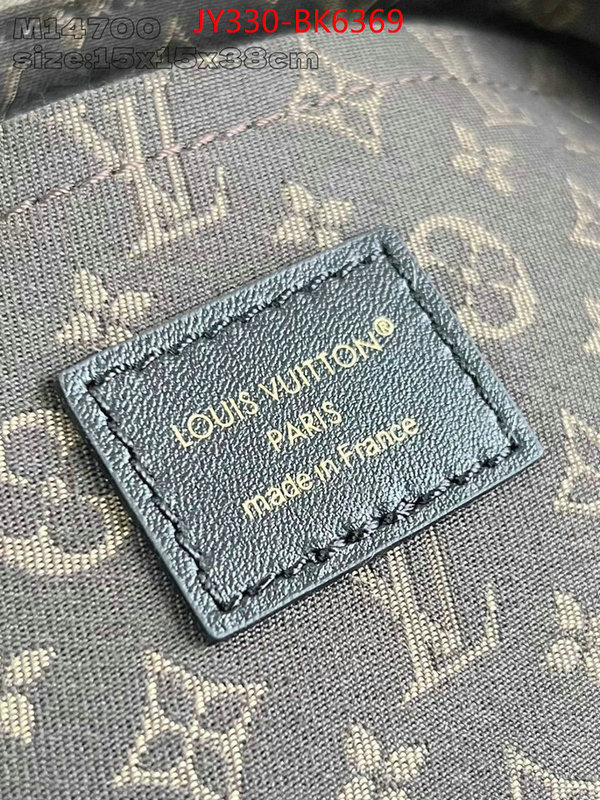 JY330-BK6369
M14700
size:15x15x38cm
LOUIS VUITTON®
PARIS
made in France